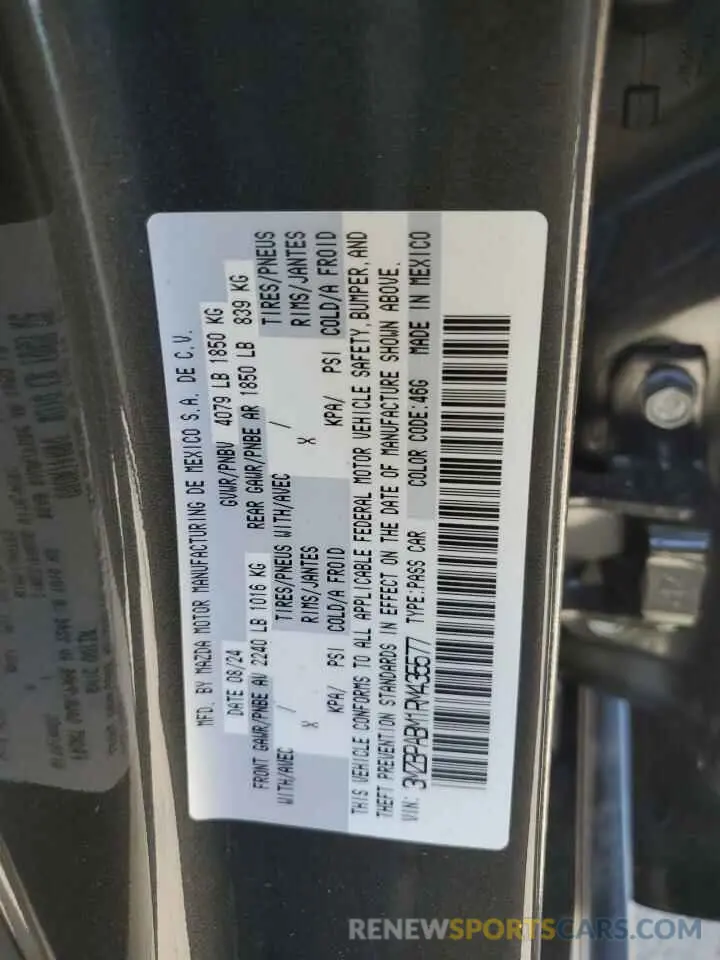 MFD. BY MAZDA MOTOR MANUFACTURING DE MEXICO S.A. DE C.V.
DATE 08/24 GVWR/PNBV 4079 LB 1850 KG
FRONT GAWR/PNBE AV 2240 LB 1016 KG REAR GAWR/PNBE AR 1850 LB 839 KG
WITH/AVEC / TIRES/PNEUS WITH/AVEC / TIRES/PNEUS
X RIMS/JANTES X RIMS/JANTES
KPA/ PSI COLD/A FROID KPA/ PSI COLD/A FROID
THIS VEHICLE CONFORMS TO ALL APPLICABLE FEDERAL MOTOR VEHICLE SAFETY, BUMPER, AND
THEFT PREVENTION STANDARDS IN EFFECT ON THE DATE OF MANUFACTURE SHOWN ABOVE.
VIN: 3MZBPABM1RM436577 TYPE:PASS CAR COLOR CODE:46G MADE IN MEXICO
RENEWSPORTSCARS.COM